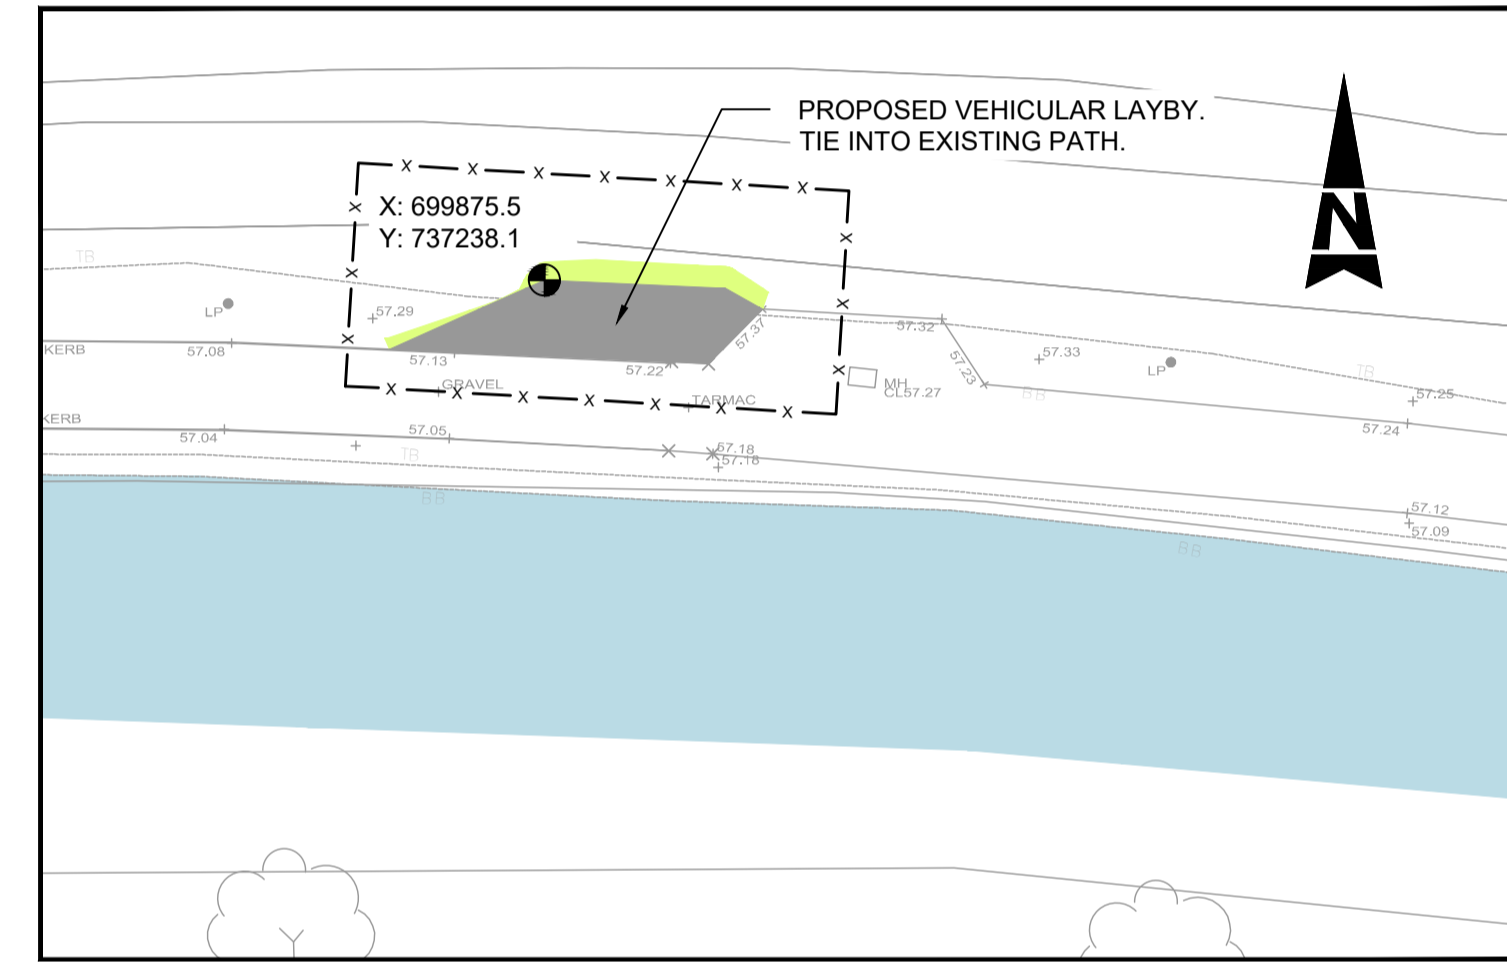 PROPOSED VEHICULAR LAYBY.
TIE INTO EXISTING PATH.
N
X X X X X X X
X: 699875.5
Y: 737238.1
X
X
X
X
X
X
TB
LP
57.29
57.37
57.32
57.33
KERB
57.08
57.13
57.22
57.23
LP
TB
MH
CL57.27
BB
57.25
GRAVEL
TARMAC
X X X X X X X
KERB
57.04
57.05
57.24
TB
57.18
57.18
BB
57.12
57.09
BB